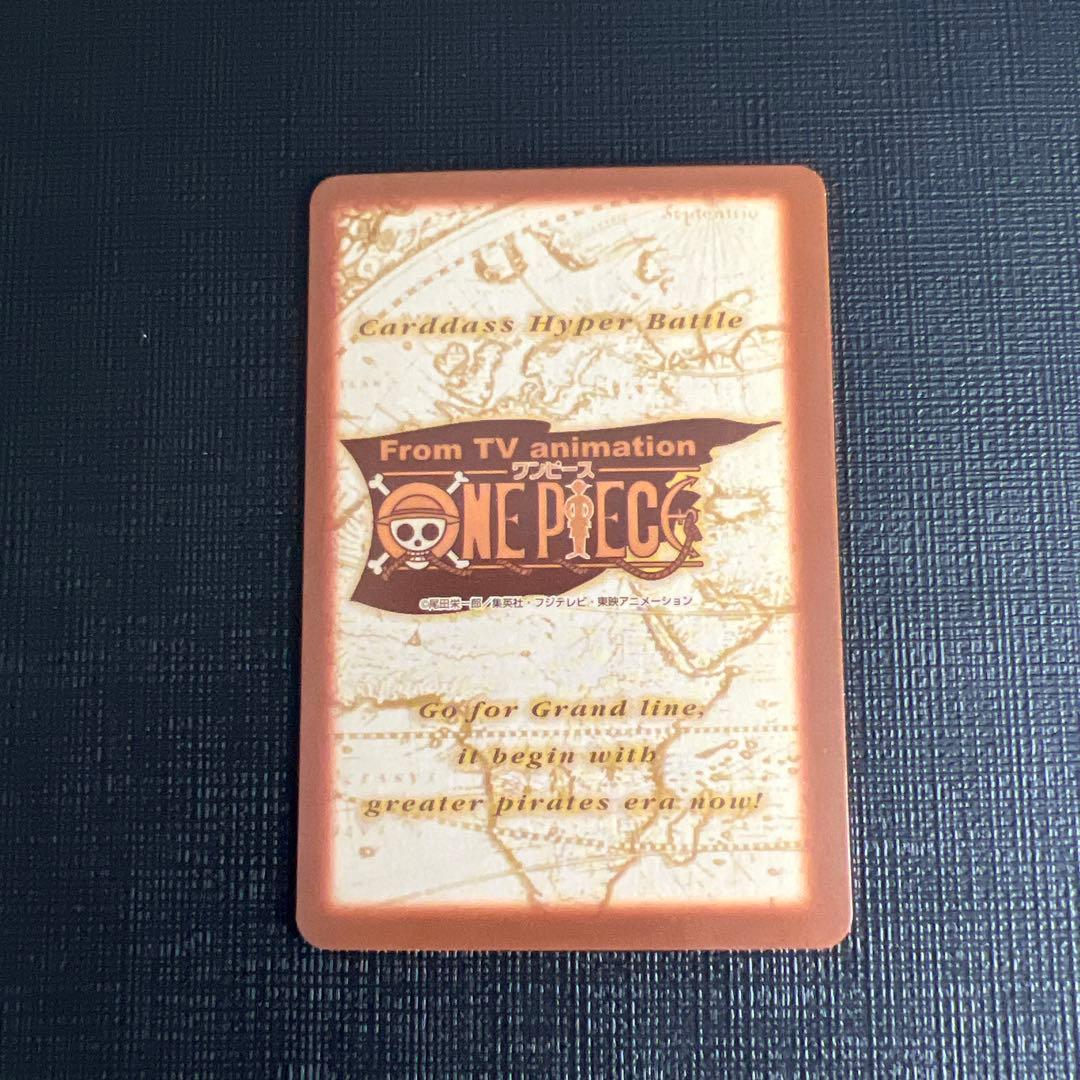 Septentrio
Carddass Hyper Battle
From TV animation
ワンピース
ONE PIECE
©尾田栄一郎/集英社・フジテレビ・東映アニメーション
Go for Grand line,
it begin with
greater pirates era now!